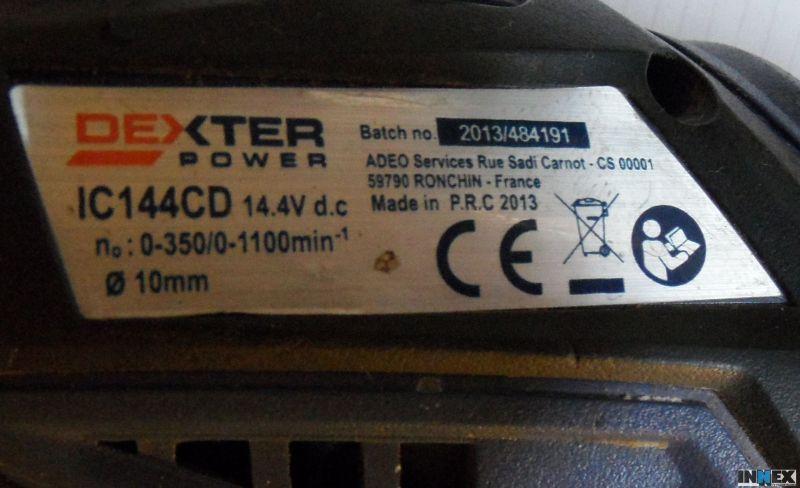 DEXTER
POWER
IC144CD 14.4V d.c
n₀ : 0-350/0-1100min⁻¹
Ø 10mm
Batch no. 2013/484191
ADEO Services Rue Sadi Carnot - CS 00001
59790 RONCHIN - France
Made in P.R.C 2013
CE
INMEX